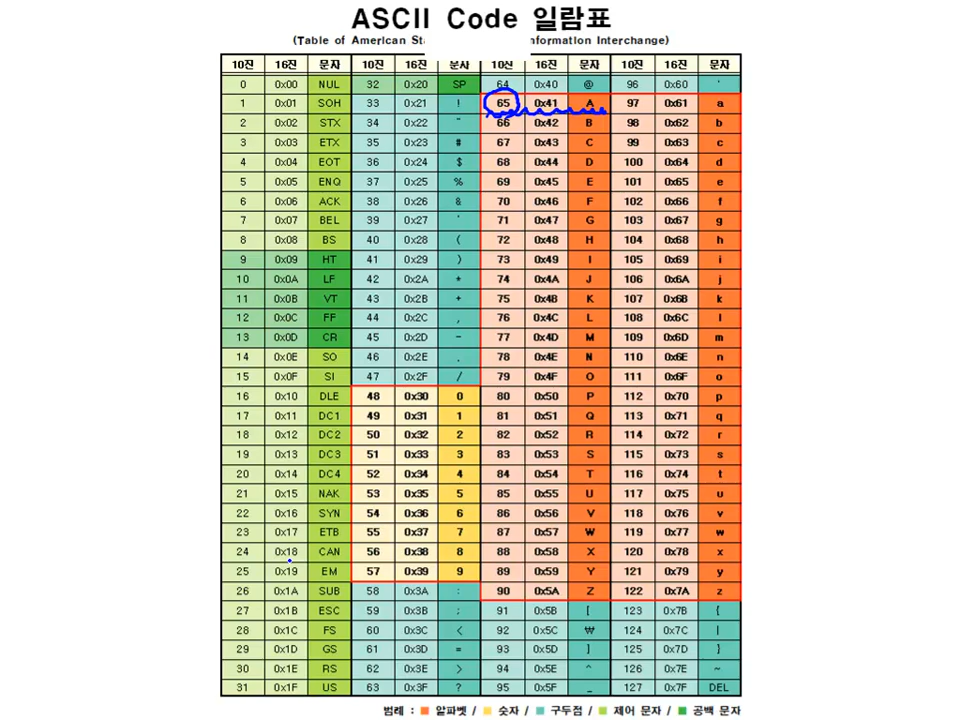 ASCII Code 일람표
(Table of American St nformation Interchange)
10진 16진 문자 10진 16진 문자 10진 16진 문자 10진 16진 문자
0 0x00 NUL 32 0x20 SP 64 0x40 @ 96 0x60 `
1 0x01 SOH 33 0x21 ! 65 0x41 A 97 0x61 a
2 0x02 STX 34 0x22 " 66 0x42 B 98 0x62 b
3 0x03 ETX 35 0x23 # 67 0x43 C 99 0x63 c
4 0x04 EOT 36 0x24 $ 68 0x44 D 100 0x64 d
5 0x05 ENQ 37 0x25 % 69 0x45 E 101 0x65 e
6 0x06 ACK 38 0x26 & 70 0x46 F 102 0x66 f
7 0x07 BEL 39 0x27 ' 71 0x47 G 103 0x67 g
8 0x08 BS 40 0x28 ( 72 0x48 H 104 0x68 h
9 0x09 HT 41 0x29 ) 73 0x49 I 105 0x69 i
10 0x0A LF 42 0x2A * 74 0x4A J 106 0x6A j
11 0x0B VT 43 0x2B + 75 0x4B K 107 0x6B k
12 0x0C FF 44 0x2C , 76 0x4C L 108 0x6C l
13 0x0D CR 45 0x2D - 77 0x4D M 109 0x6D m
14 0x0E SO 46 0x2E . 78 0x4E N 110 0x6E n
15 0x0F SI 47 0x2F / 79 0x4F O 111 0x6F o
16 0x10 DLE 48 0x30 0 80 0x50 P 112 0x70 p
17 0x11 DC1 49 0x31 1 81 0x51 Q 113 0x71 q
18 0x12 DC2 50 0x32 2 82 0x52 R 114 0x72 r
19 0x13 DC3 51 0x33 3 83 0x53 S 115 0x73 s
20 0x14 DC4 52 0x34 4 84 0x54 T 116 0x74 t
21 0x15 NAK 53 0x35 5 85 0x55 U 117 0x75 u
22 0x16 SYN 54 0x36 6 86 0x56 V 118 0x76 v
23 0x17 ETB 55 0x37 7 87 0x57 W 119 0x77 w
24 0x18 CAN 56 0x38 8 88 0x58 X 120 0x78 x
25 0x19 EM 57 0x39 9 89 0x59 Y 121 0x79 y
26 0x1A SUB 58 0x3A : 90 0x5A Z 122 0x7A z
27 0x1B ESC 59 0x3B ; 91 0x5B [ 123 0x7B {
28 0x1C FS 60 0x3C < 92 0x5C ₩ 124 0x7C |
29 0x1D GS 61 0x3D = 93 0x5D ] 125 0x7D }
30 0x1E RS 62 0x3E > 94 0x5E ^ 126 0x7E ~
31 0x1F US 63 0x3F ? 95 0x5F _ 127 0x7F DEL
범례 : ■ 알파벳 / ■ 숫자 / ■ 구두점 / ■ 제어 문자 / ■ 공백 문자